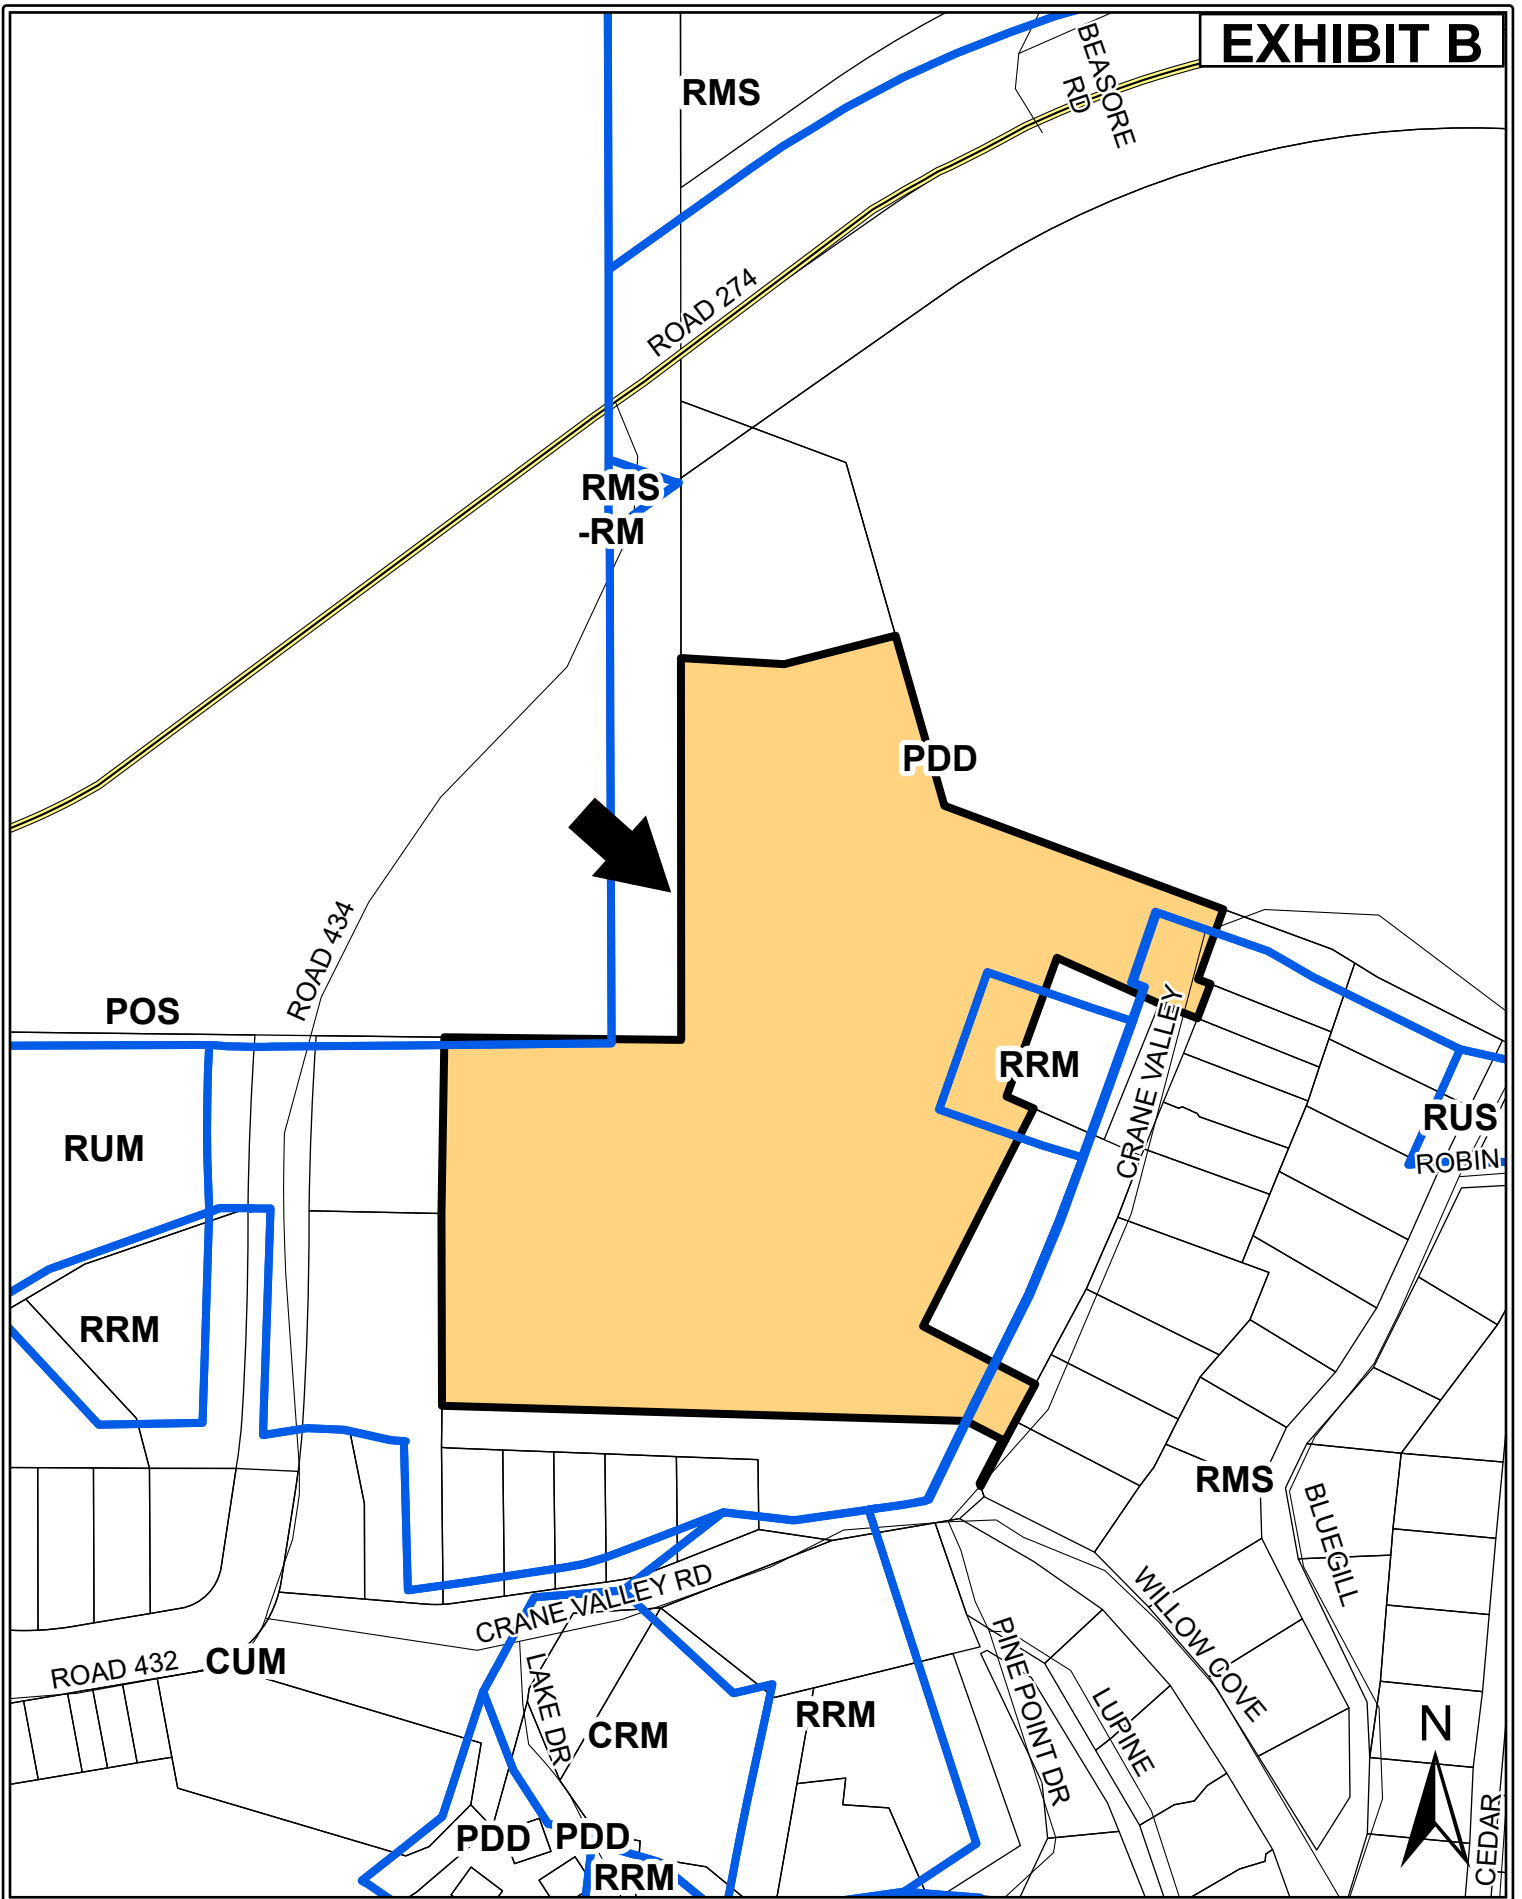 EXHIBIT B
RMS
BEASORE
RD
ROAD 274
RMS
-RM
PDD
ROAD 434
POS
RRM
CRANE VALLEY
RUM
RUS
ROBIN
RRM
RMS
BLUEGILL
CRANE VALLEY RD
WILLOW COVE
ROAD 432
CUM
LAKE DR
PINE POINT DR
LUPINE
CRM
RRM
N
CEDAR
PDD
PDD
RRM